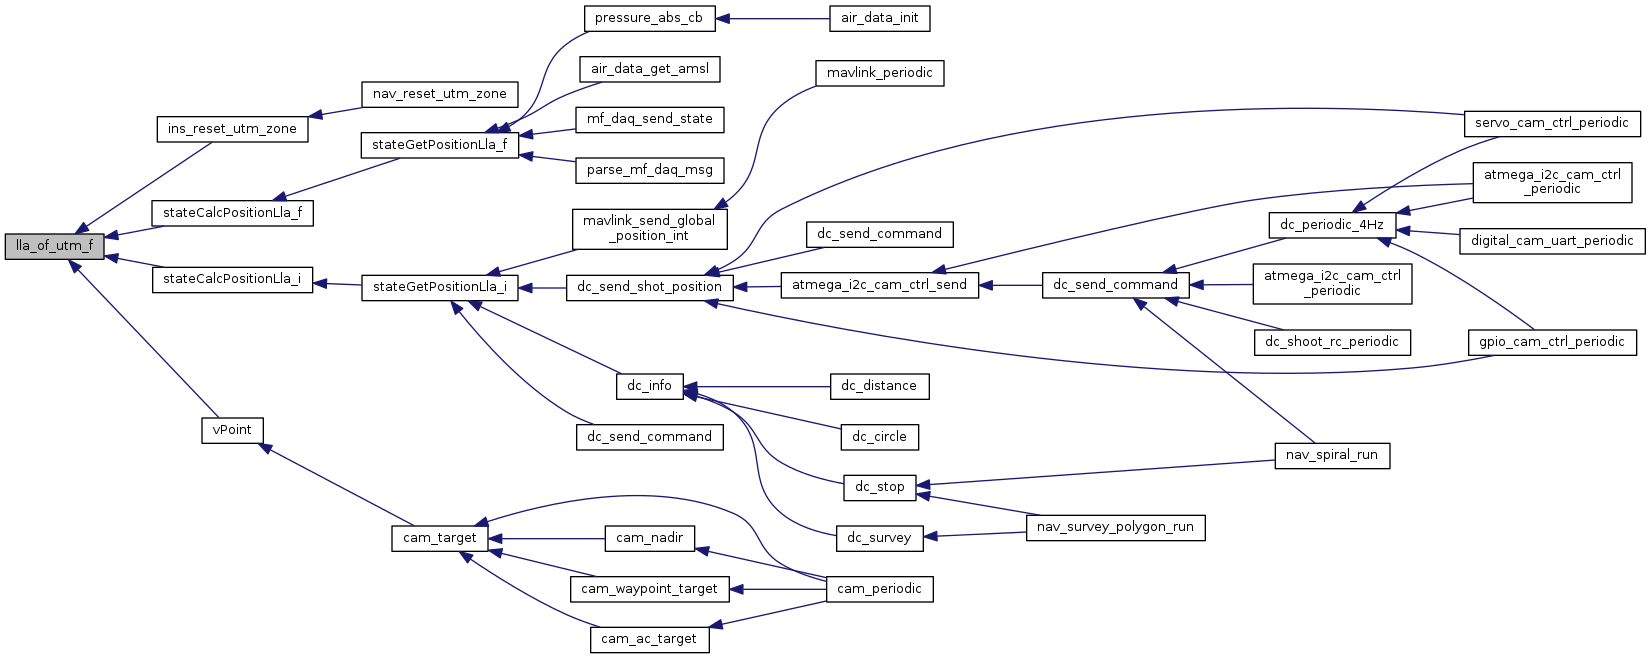 pressure_abs_cb
air_data_init
air_data_get_amsl
mavlink_periodic
nav_reset_utm_zone
mf_daq_send_state
servo_cam_ctrl_periodic
ins_reset_utm_zone
stateGetPositionLla_f
parse_mf_daq_msg
atmega_i2c_cam_ctrl
_periodic
stateCalcPositionLla_f
mavlink_send_global
_position_int
dc_send_command
dc_periodic_4Hz
digital_cam_uart_periodic
lla_of_utm_f
stateCalcPositionLla_i
stateGetPositionLla_i
dc_send_shot_position
atmega_i2c_cam_ctrl_send
dc_send_command
atmega_i2c_cam_ctrl
_periodic
dc_shoot_rc_periodic
gpio_cam_ctrl_periodic
dc_info
dc_distance
vPoint
dc_send_command
dc_circle
nav_spiral_run
dc_stop
nav_survey_polygon_run
cam_target
cam_nadir
dc_survey
cam_waypoint_target
cam_periodic
cam_ac_target